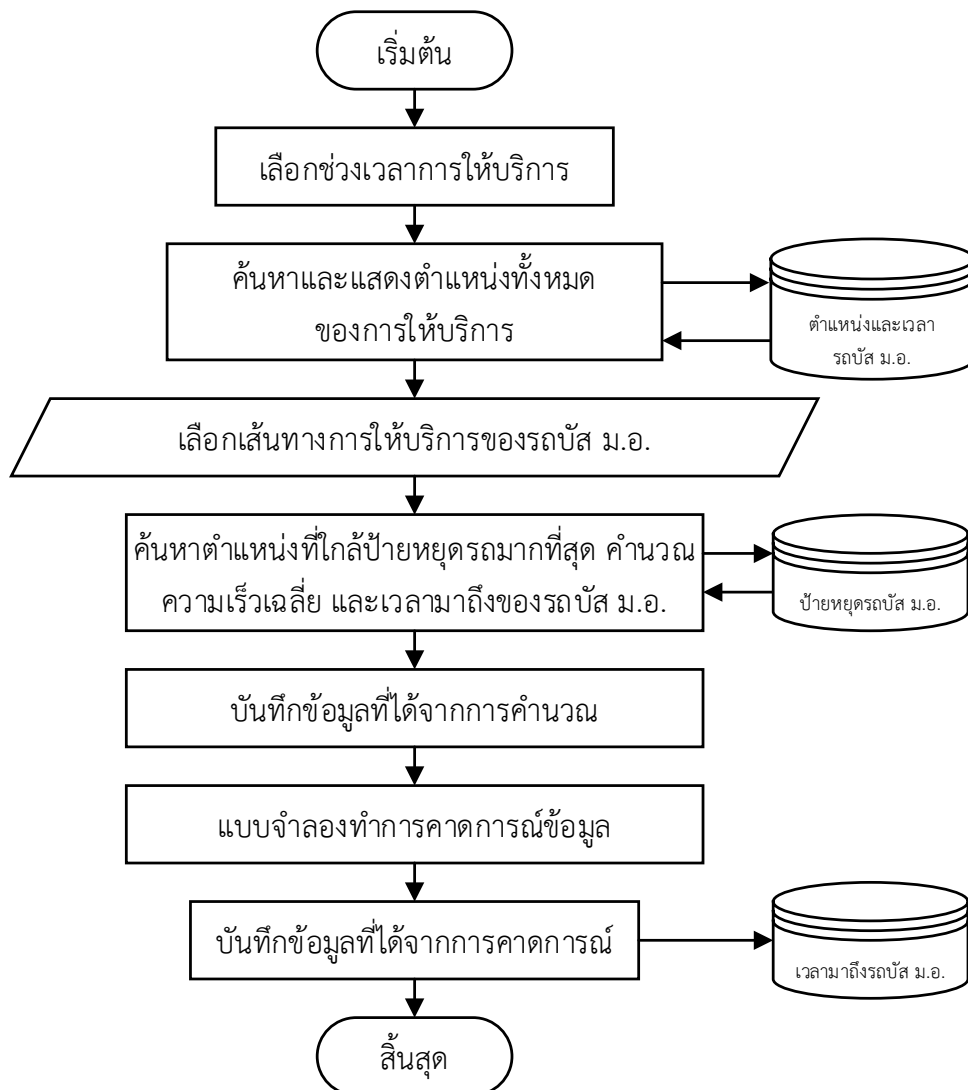 เริ่มต้น
เลือกช่วงเวลาการให้บริการ
ค้นหาและแสดงตำแหน่งทั้งหมด
ของการให้บริการ
ตำแหน่งและเวลา
รถบัส ม.อ.
เลือกเส้นทางการให้บริการของรถบัส ม.อ.
ค้นหาตำแหน่งที่ใกล้ป้ายหยุดรถมากที่สุด คำนวณ
ความเร็วเฉลี่ย และเวลามาถึงของรถบัส ม.อ.
ป้ายหยุดรถบัส ม.อ.
บันทึกข้อมูลที่ได้จากการคำนวณ
แบบจำลองทำการคาดการณ์ข้อมูล
บันทึกข้อมูลที่ได้จากการคาดการณ์
เวลามาถึงรถบัส ม.อ.
สิ้นสุด